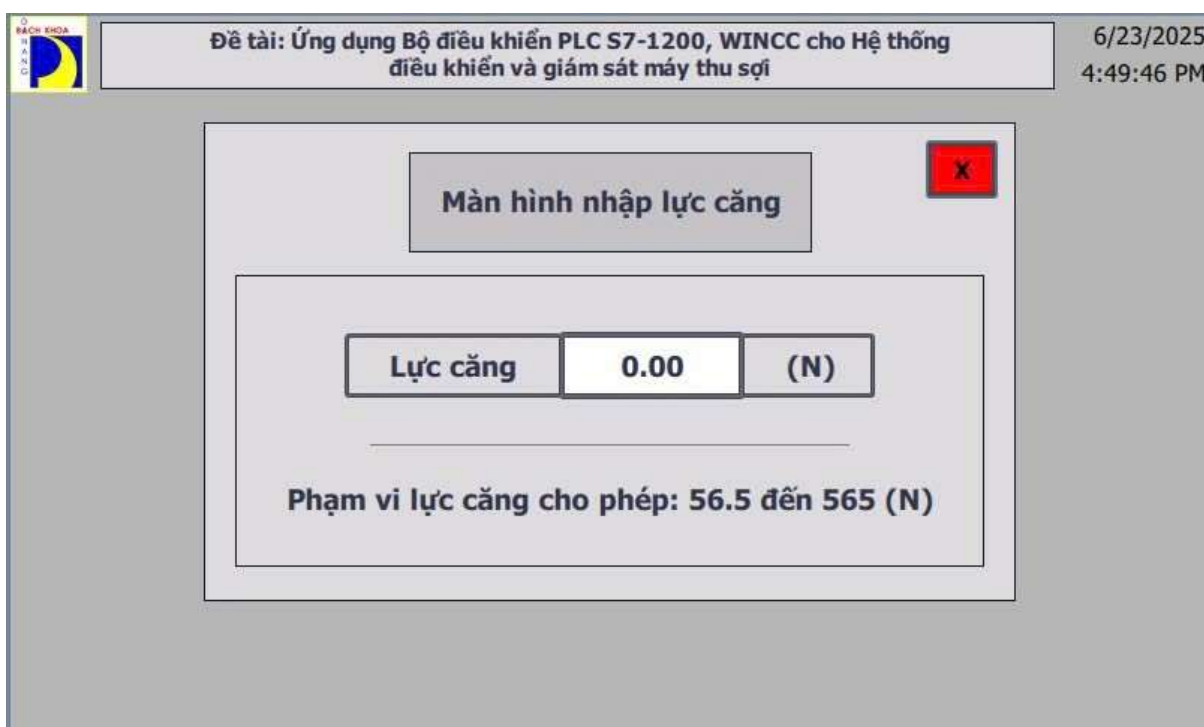 BÁCH KHOA
Đề tài: Ứng dụng Bộ điều khiển PLC S7-1200, WINCC cho Hệ thống
điều khiển và giám sát máy thu sợi
6/23/2025
4:49:46 PM
X
Màn hình nhập lực căng
Lực căng 0.00 (N)
Phạm vi lực căng cho phép: 56.5 đến 565 (N)